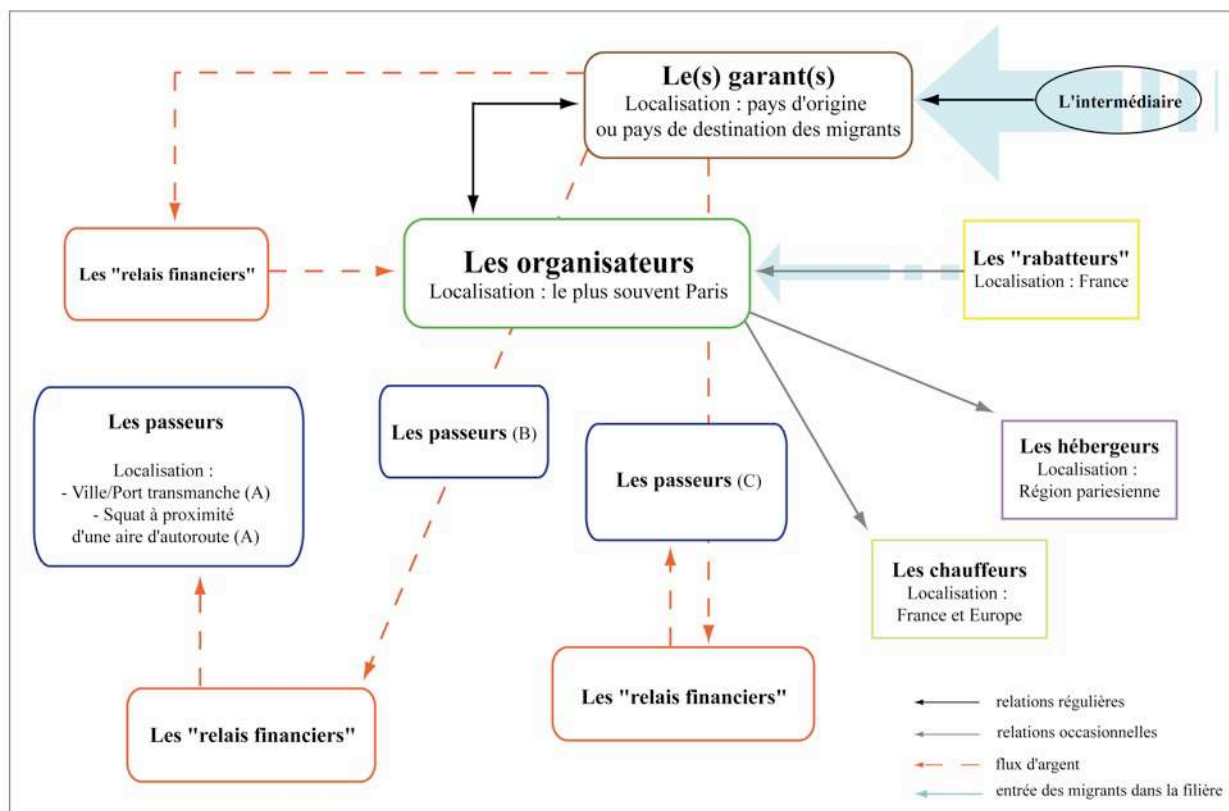 Le(s) garant(s)
Localisation : pays d'origine
ou pays de destination des migrants
L'intermédiaire
Les "relais financiers"
Les organisateurs
Localisation : le plus souvent Paris
Les "rabatteurs"
Localisation : France
Les passeurs
Localisation :
- Ville/Port transmanche (A)
- Squat à proximité
d'une aire d'autoroute (A)
Les passeurs (B)
Les passeurs (C)
Les hébergeurs
Localisation :
Région pariesienne
Les chauffeurs
Localisation :
France et Europe
Les "relais financiers"
Les "relais financiers"
relations régulières
relations occasionnelles
flux d'argent
entrée des migrants dans la filière